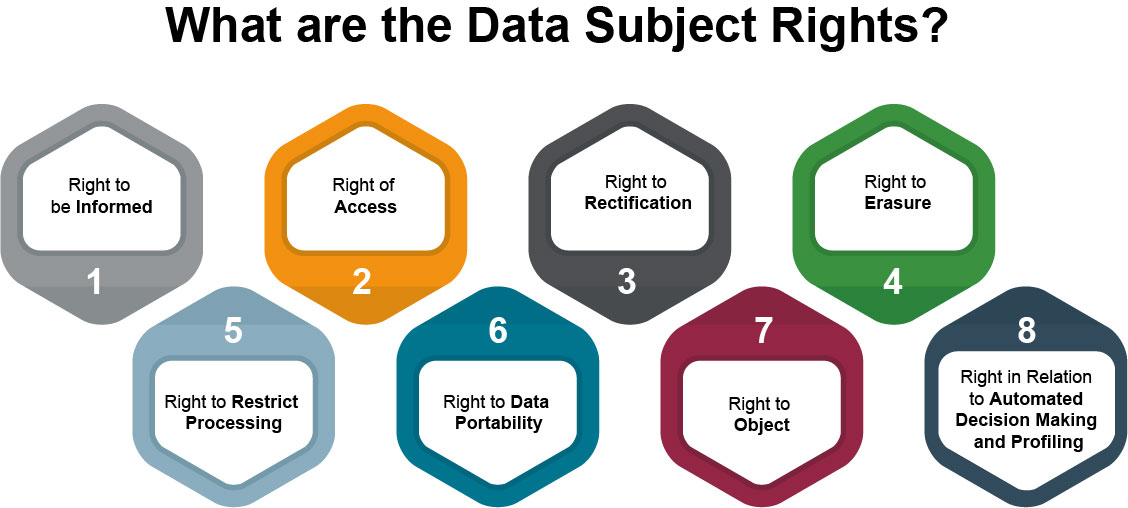 What are the Data Subject Rights?
Right to
be Informed
1
Right of
Access
2
Right to
Rectification
3
Right to
Erasure
4
5
Right to Restrict
Processing
6
Right to Data
Portability
7
Right to
Object
8
Right in Relation
to Automated
Decision Making
and Profiling